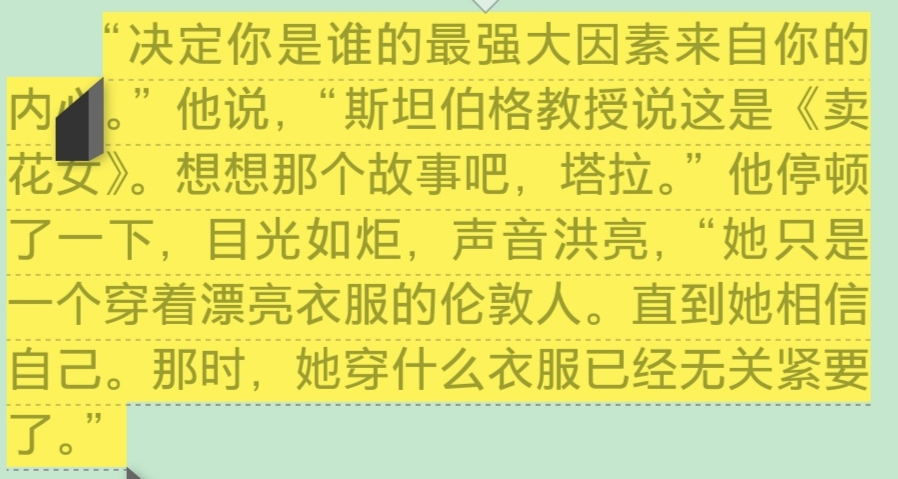 “决定你是谁的最强大因素来自你的
内心。”他说，“斯坦伯格教授说这是《卖
花女》。想想那个故事吧，塔拉。”他停顿
了一下，目光如炬，声音洪亮，“她只是
一个穿着漂亮衣服的伦敦人。直到她相信
自己。那时，她穿什么衣服已经无关紧要
了。”